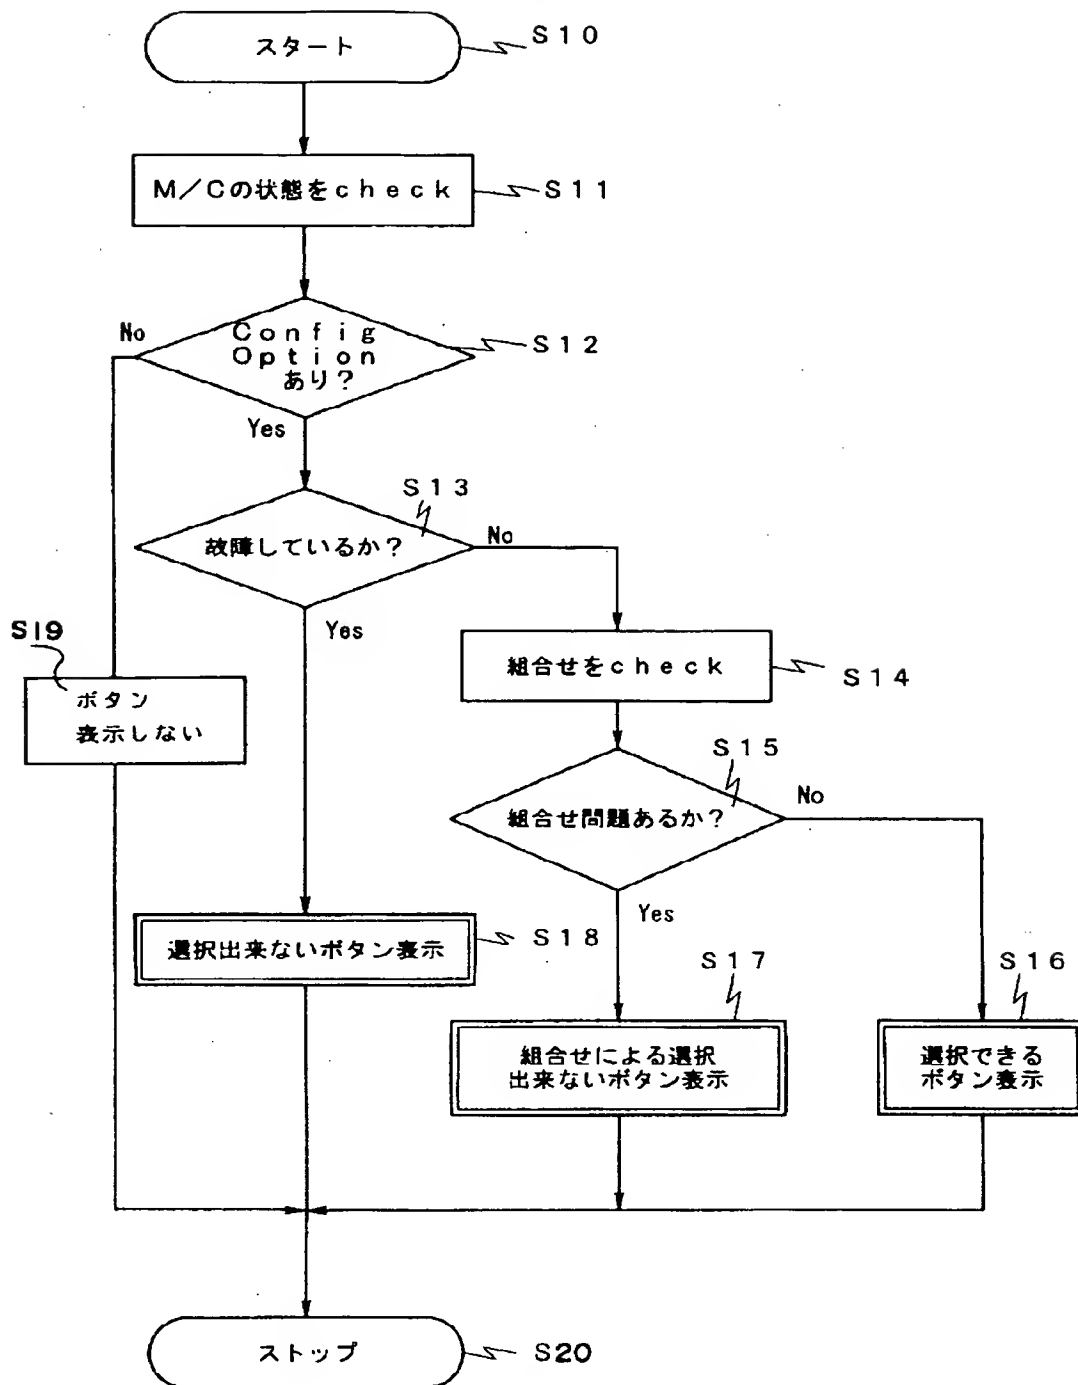 スタート
S10
M/Cの状態をcheck
S11
No
Config
Option
あり?
S12
Yes
S13
故障しているか?
No
Yes
S19
ボタン
表示しない
組合せをcheck
S14
S15
組合せ問題あるか?
No
Yes
選択出来ないボタン表示
S18
S17
S16
組合せによる選択
出来ないボタン表示
選択できる
ボタン表示
ストップ
S20